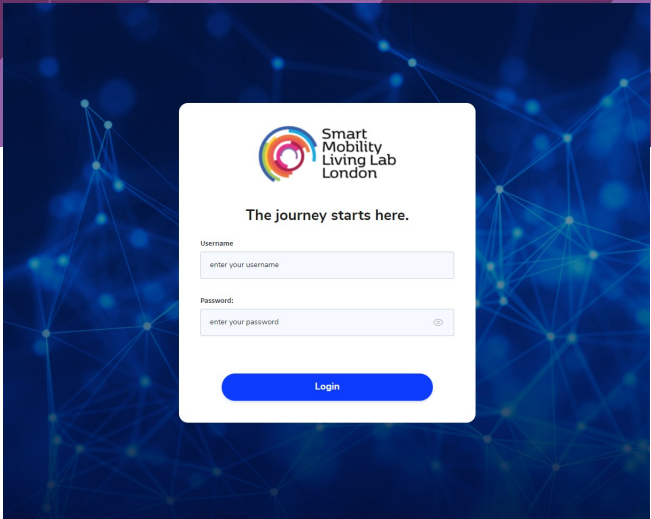 Smart
Mobility
Living Lab
London
The journey starts here.
Username
enter your username
Password:
enter your password
Login